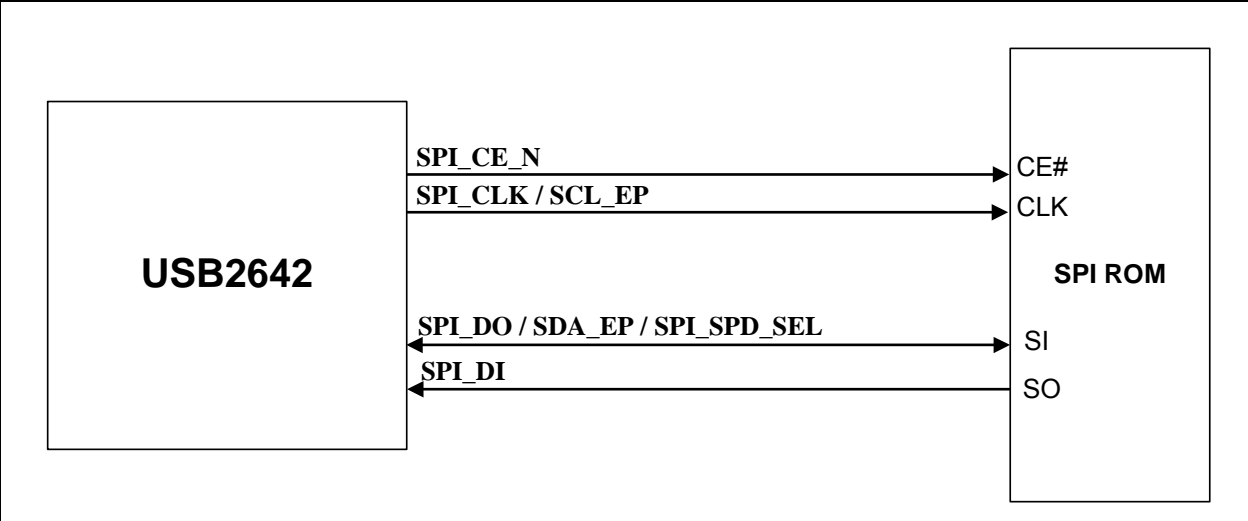 SPI_CE_N
CE#
SPI_CLK / SCL_EP
CLK
USB2642
SPI ROM
SPI_DO / SDA_EP / SPI_SPD_SEL
SI
SPI_DI
SO